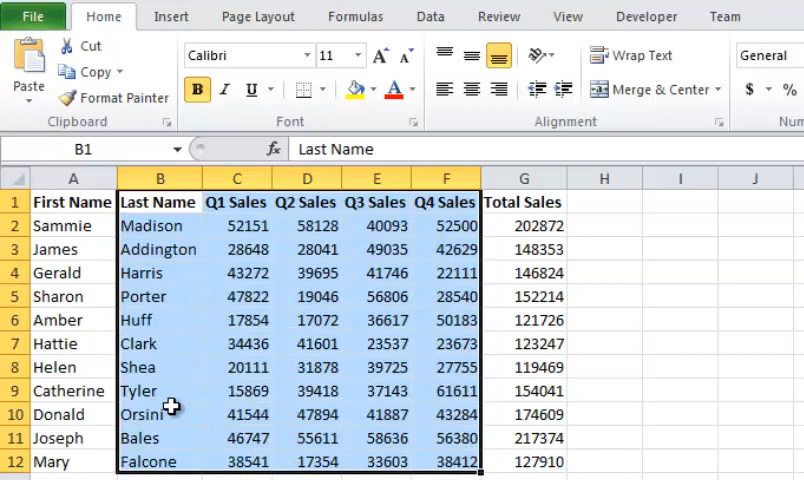 File Home Insert Page Layout Formulas Data Review View Developer Team
Cut
Copy
Format Painter
Paste
Calibri 11
B I U A A A
Wrap Text
Merge & Center
General
$ %
Clipboard Font Alignment Num
B1 fx Last Name
A B C D E F G H I J
1 First Name Last Name Q1 Sales Q2 Sales Q3 Sales Q4 Sales Total Sales
2 Sammie Madison 52151 58128 40093 52500 202872
3 James Addington 28648 28041 49035 42629 148353
4 Gerald Harris 43272 39695 41746 22111 146824
5 Sharon Porter 47822 19046 56806 28540 152214
6 Amber Huff 17854 17072 36617 50183 121726
7 Hattie Clark 34436 41601 23537 23673 123247
8 Helen Shea 20111 31878 39725 27755 119469
9 Catherine Tyler 15869 39418 37143 61611 154041
10 Donald Orsini 41544 47894 41887 43284 174609
11 Joseph Bales 46747 55611 58636 56380 217374
12 Mary Falcone 38541 17354 33603 38412 127910